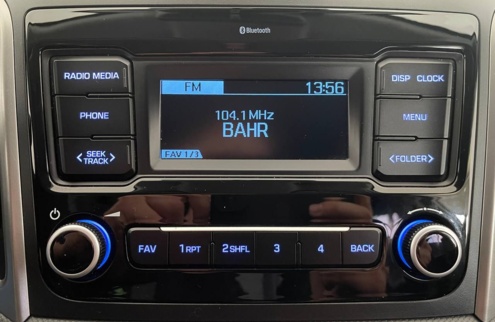 Bluetooth
RADIO MEDIA
FM 13:56
DISP CLOCK
PHONE
104.1 MHz
BAHR
MENU
SEEK
TRACK
FAV 1/3
FOLDER
FAV 1 RPT 2 SHFL 3 4 BACK